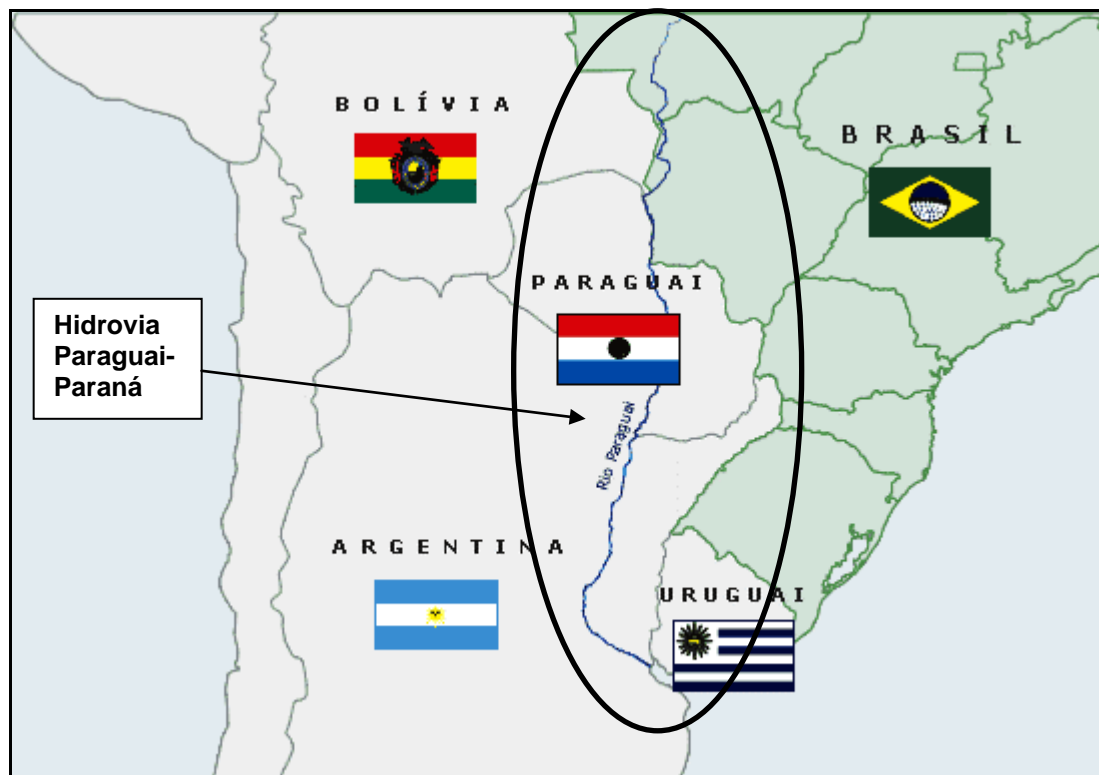 BOLÍVIA
BRASIL
PARAGUAI
Hidrovia
Paraguai-
Paraná
Rio Paraguai
ARGENTINA
URUGUAI